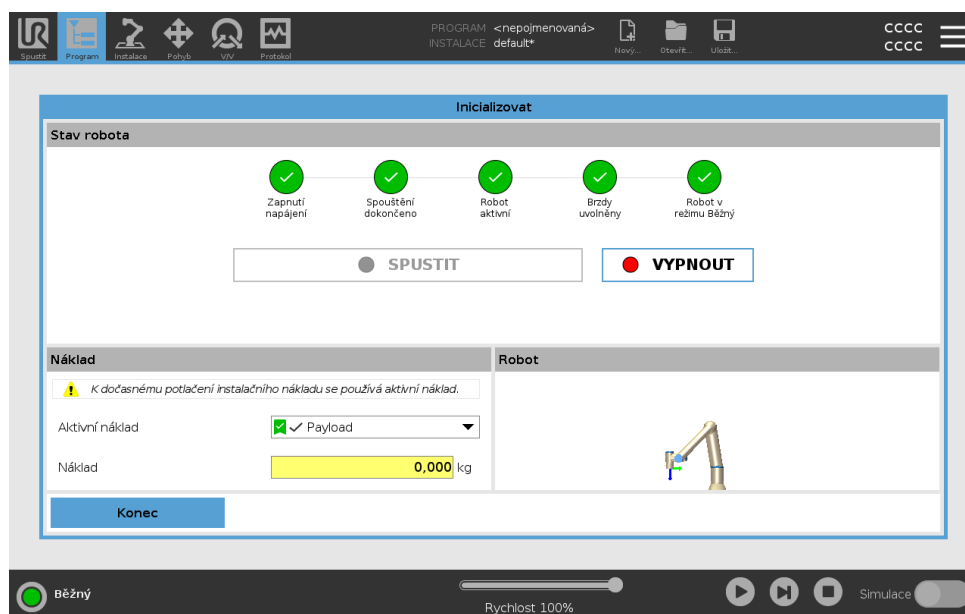 PROGRAM <nepojmenovaná>
INSTALACE default*
Spustit
Program
Instalace
Pohyb
V/V
Protokol
Nový...
Otevřít...
Uložit...
CCCC
CCCC
Inicializovat
Stav robota
Zapnutí
napájení
Spouštění
dokončeno
Robot
aktivní
Brzdy
uvolněny
Robot v
režimu Běžný
SPUSTIT
VYPNOUT
Náklad
K dočasnému potlačení instalačního nákladu se používá aktivní náklad.
Aktivní náklad
Payload
Náklad
0,000 kg
Robot
Konec
Běžný
Rychlost 100%
Simulace